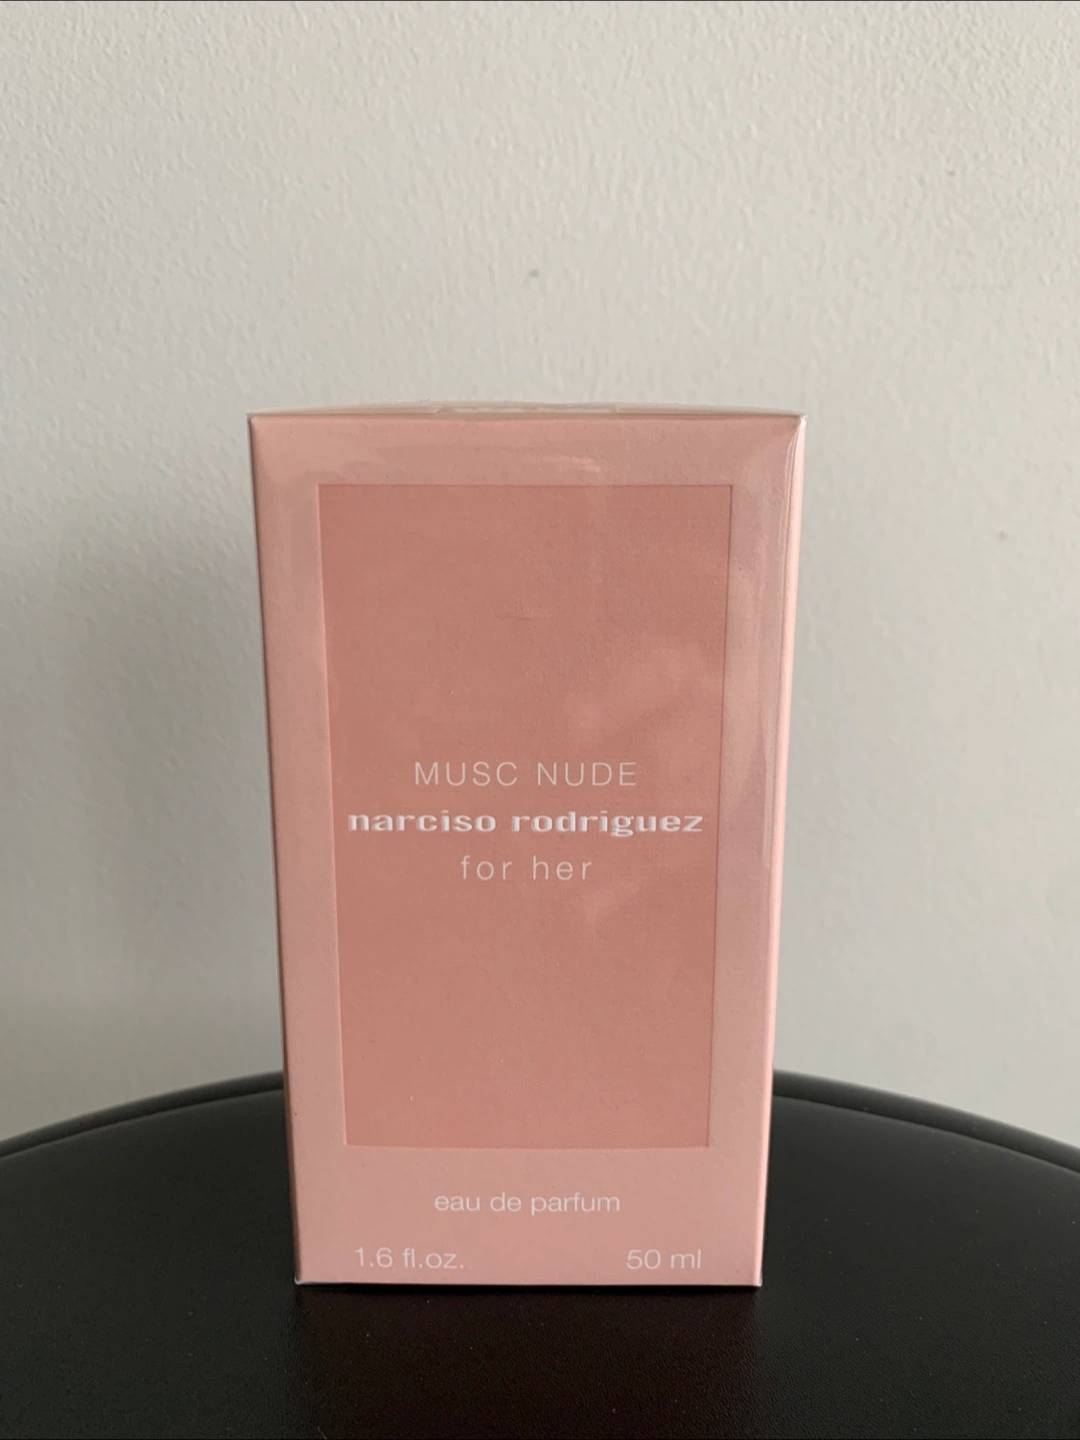 MUSC NUDE
narciso rodriguez
for her
eau de parfum
1.6 fl.oz. 50 ml